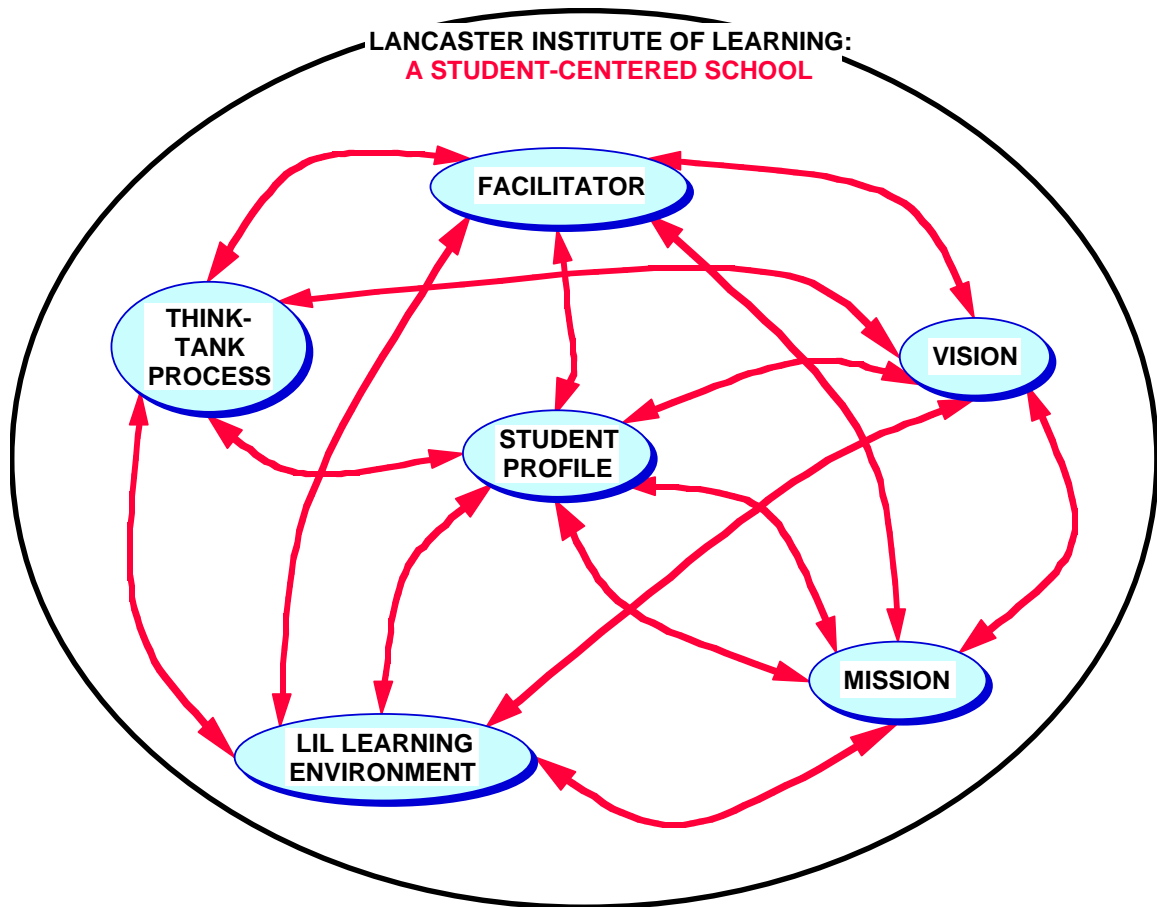 LANCASTER INSTITUTE OF LEARNING:
A STUDENT-CENTERED SCHOOL
FACILITATOR
THINK-
TANK
PROCESS
VISION
STUDENT
PROFILE
MISSION
LIL LEARNING
ENVIRONMENT